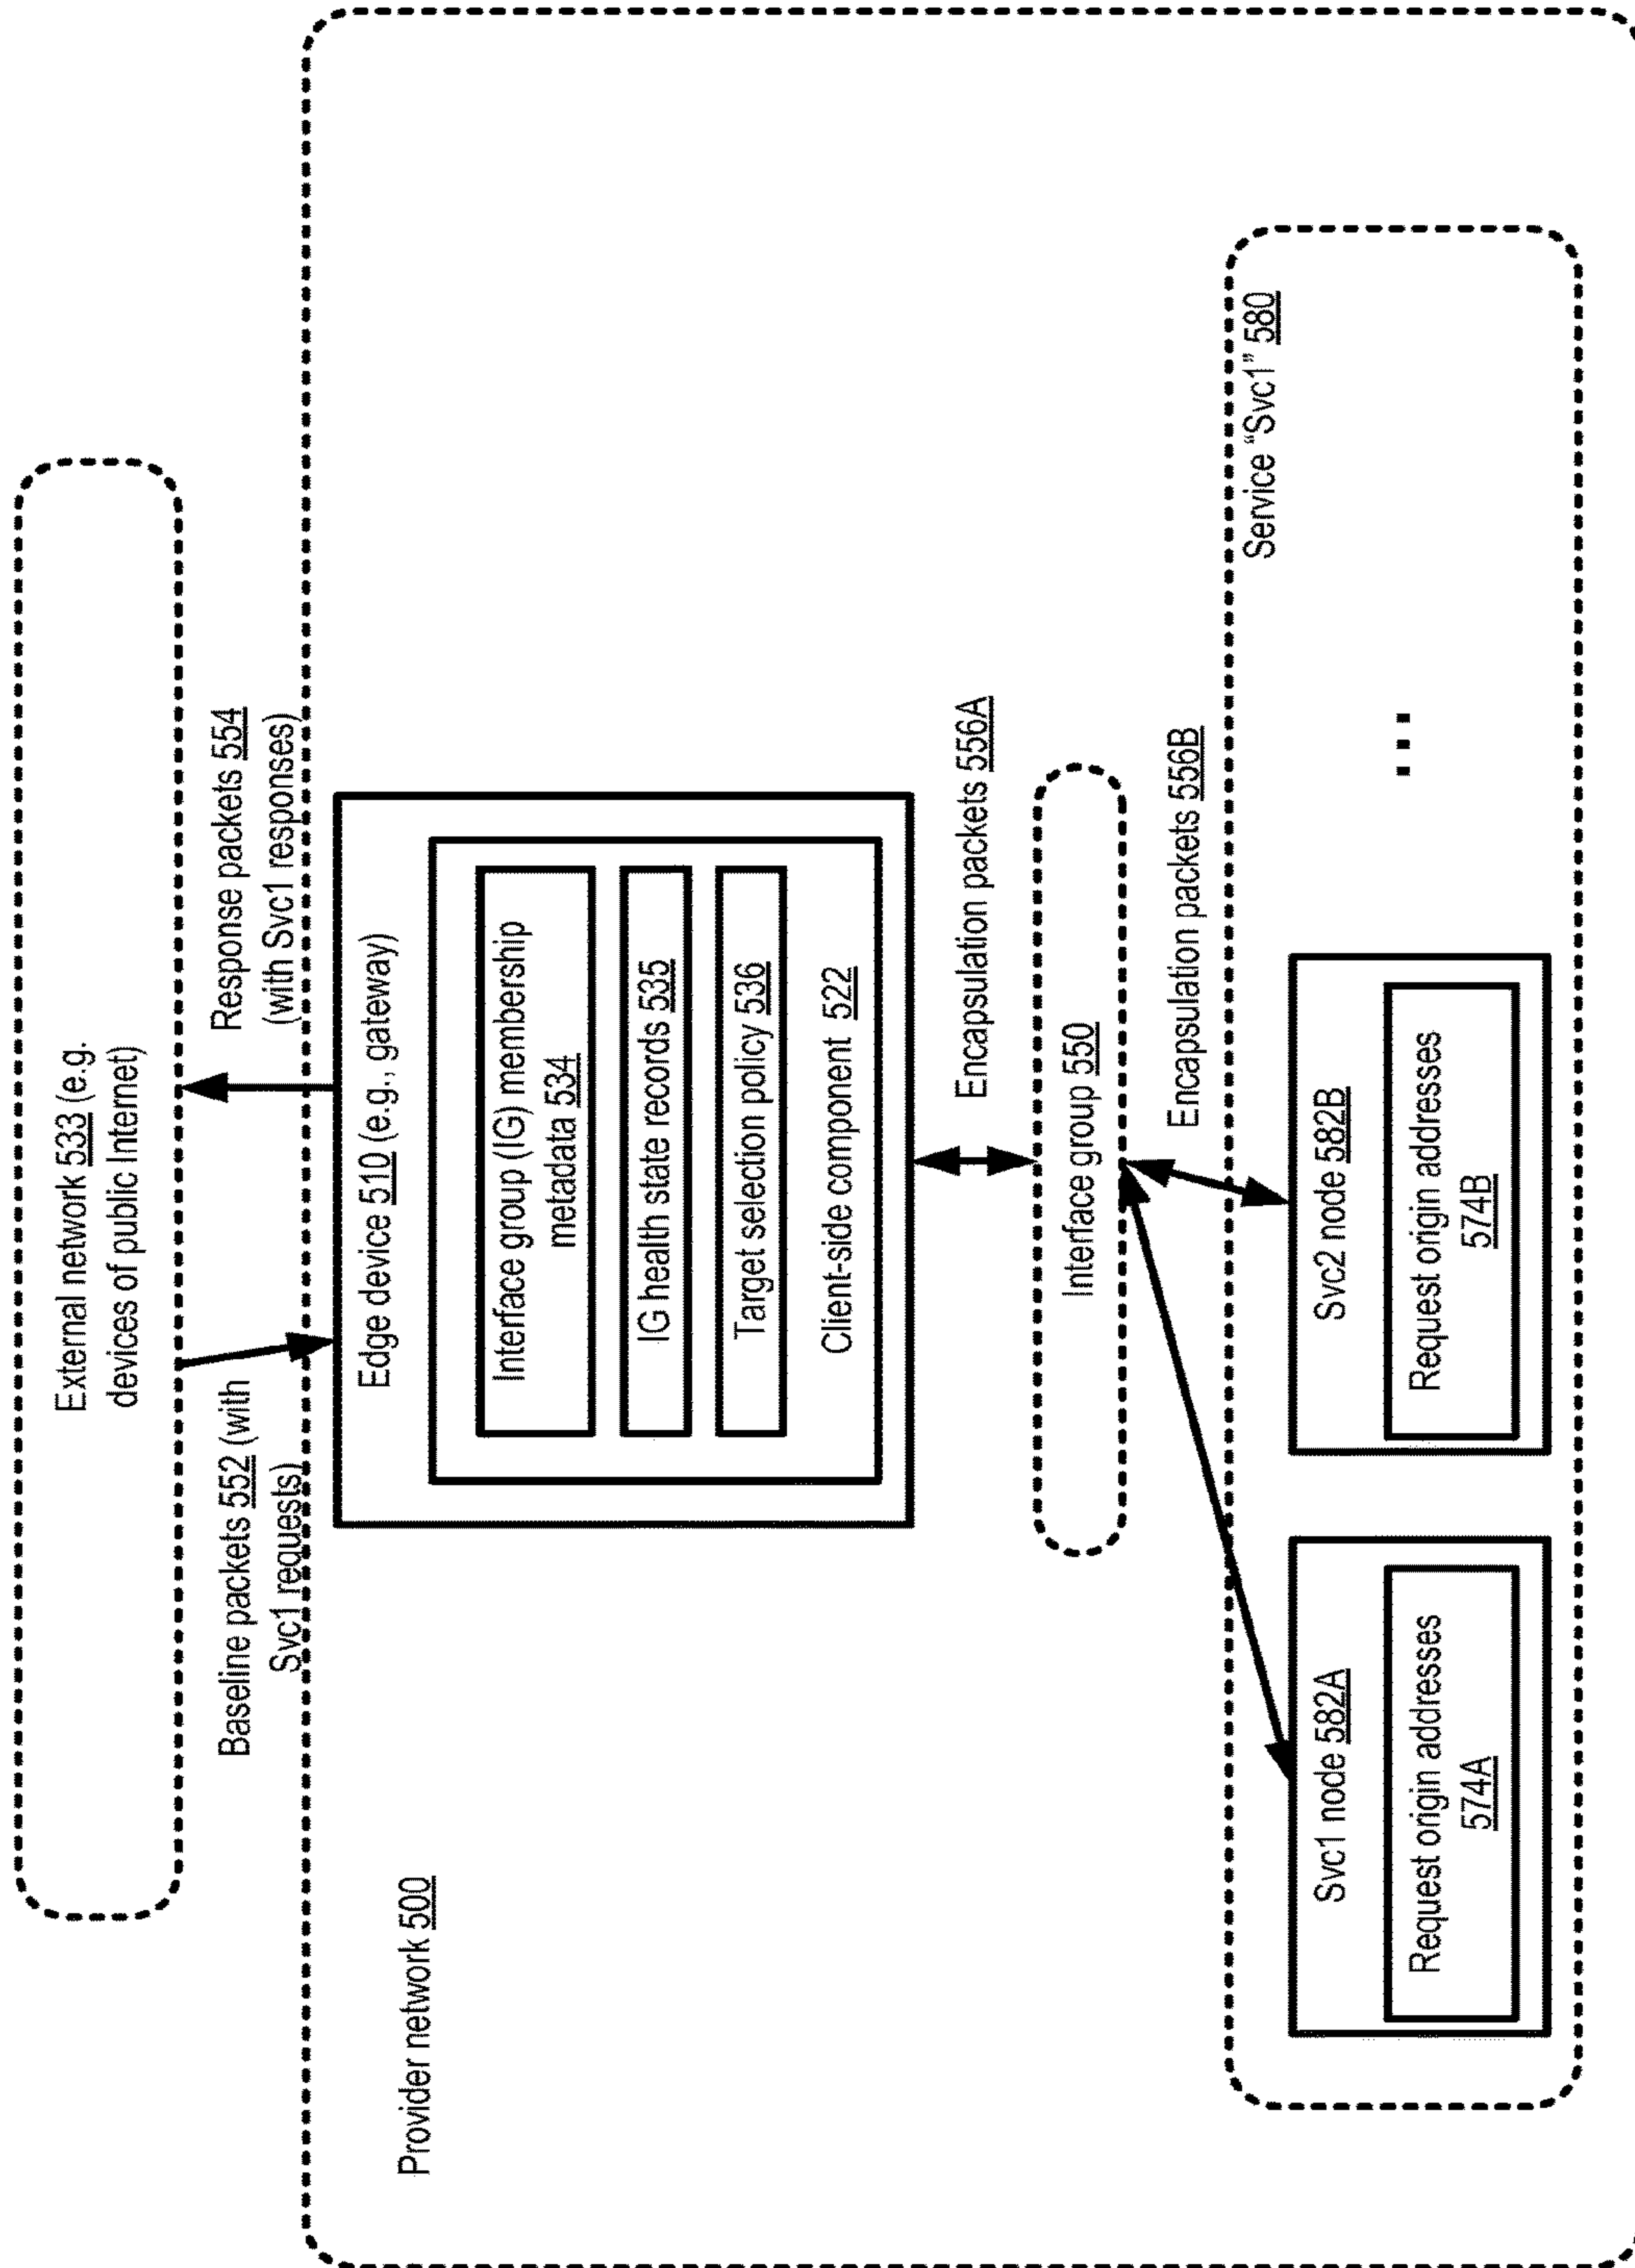 External network 533 (e.g.
devices of public Internet)
Baseline packets 552 (with
Svc1 requests)
Response packets 554
(with Svc1 responses)
Provider network 500
Edge device 510 (e.g., gateway)
Interface group (IG) membership
metadata 534
IG health state records 535
Target selection policy 536
Client-side component 522
Encapsulation packets 556A
Interface group 550
Encapsulation packets 556B
Service “Svc1” 580
Svc1 node 582A
Request origin addresses
574A
Svc2 node 582B
Request origin addresses
574B
...